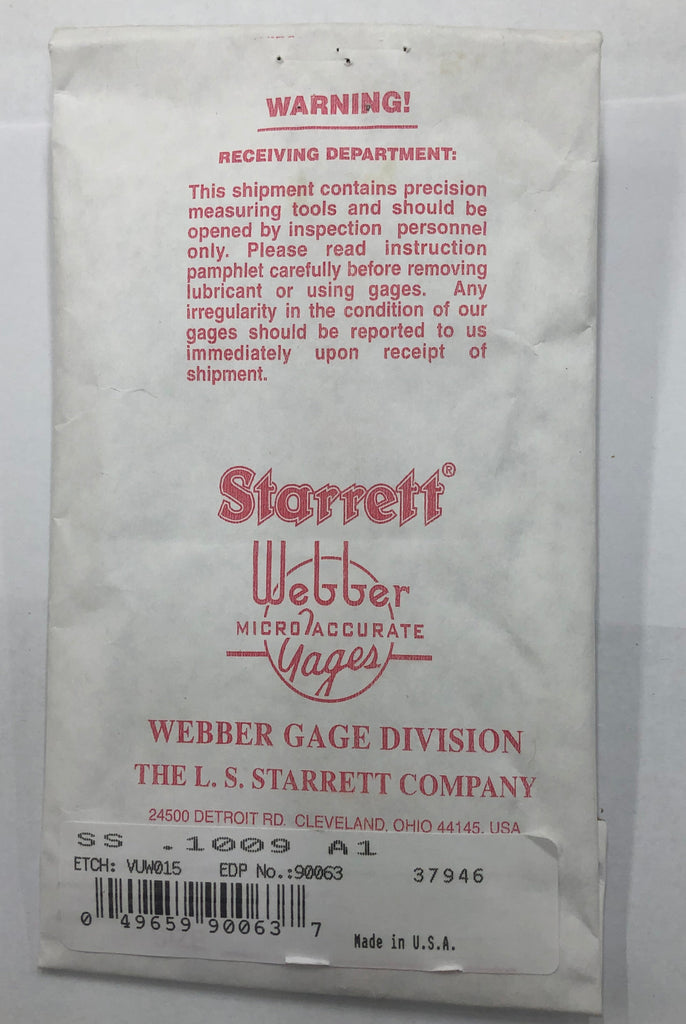 WARNING!
RECEIVING DEPARTMENT:
This shipment contains precision
measuring tools and should be
opened by inspection personnel
only. Please read instruction
pamphlet carefully before removing
lubricant or using gages. Any
irregularity in the condition of our
gages should be reported to us
immediately upon receipt of
shipment.
Starrett®
Webber
MICRO ACCURATE
Gages
WEBBER GAGE DIVISION
THE L. S. STARRETT COMPANY
24500 DETROIT RD. CLEVELAND, OHIO 44145, USA
SS .1009 A1
ETCH: VUW015 EDP No.:90063 37946
0 49659 90063 7
Made in U.S.A.